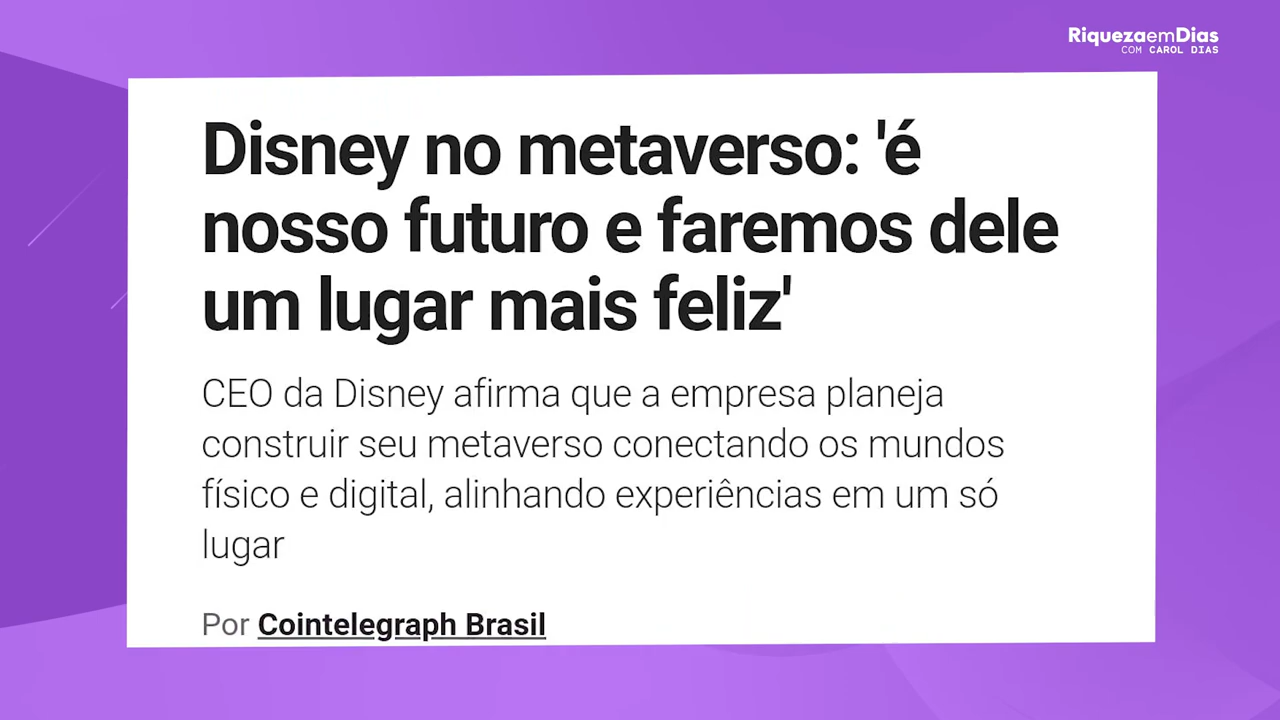 RiquezaemDias
COM CAROL DIAS
Disney no metaverso: 'é
nosso futuro e faremos dele
um lugar mais feliz'
CEO da Disney afirma que a empresa planeja
construir seu metaverso conectando os mundos
físico e digital, alinhando experiências em um só
lugar
Por Cointelegraph Brasil